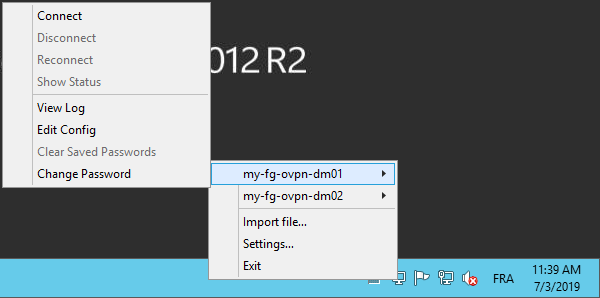 Connect
Disconnect
Reconnect
Show Status
View Log
Edit Config
Clear Saved Passwords
Change Password
012 R2
my-fg-ovpn-dm01
my-fg-ovpn-dm02
Import file...
Settings...
Exit
FRA
11:39 AM
7/3/2019